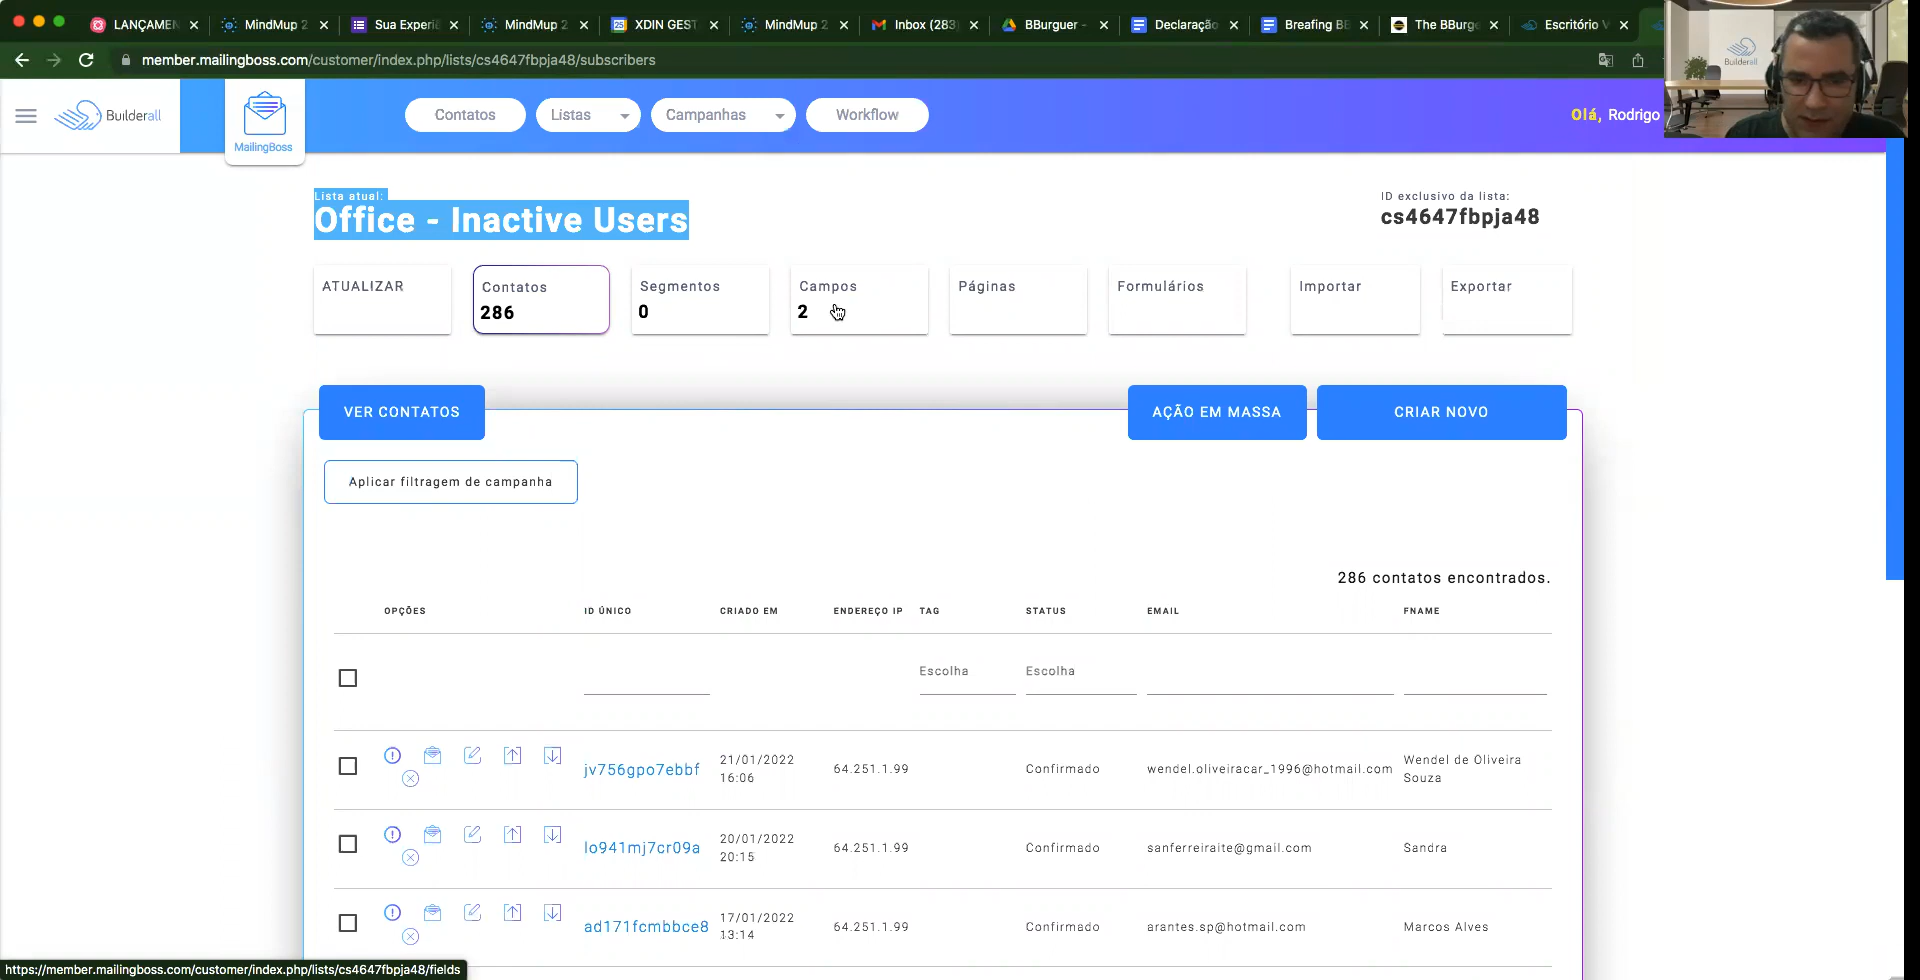 LANÇAMEN
MindMup 2
Sua Experiê
MindMup 2
XDIN GEST
MindMup 2
Inbox (283)
BBurguer -
Declaração
Breafing BB
The BBurge
Escritório V
member.mailingboss.com/customer/index.php/lists/cs4647fbpja48/subscribers
Builderall
MailingBoss
Contatos
Listas
Campanhas
Workflow
Olá, Rodrigo
Builderall
Lista atual:
Office - Inactive Users
ID exclusivo da lista:
cs4647fbpja48
ATUALIZAR
Contatos
286
Segmentos
0
Campos
2
Páginas
Formulários
Importar
Exportar
VER CONTATOS
AÇÃO EM MASSA
CRIAR NOVO
Aplicar filtragem de campanha
286 contatos encontrados.
OPÇÕES ID ÚNICO CRIADO EM ENDEREÇO IP TAG STATUS EMAIL FNAME
Escolha Escolha
jv756gpo7ebbf 21/01/2022 16:06 64.251.1.99 Confirmado wendel.oliveiracar_1996@hotmail.com Wendel de Oliveira Souza
lo941mj7cr09a 20/01/2022 20:15 64.251.1.99 Confirmado sanferreiraite@gmail.com Sandra
ad171fcmbbce8 17/01/2022 13:14 64.251.1.99 Confirmado arantes.sp@hotmail.com Marcos Alves
https://member.mailingboss.com/customer/index.php/lists/cs4647fbpja48/fields